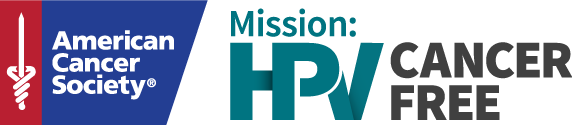 American
Cancer
Society®
Mission:
HPV CANCER
FREE